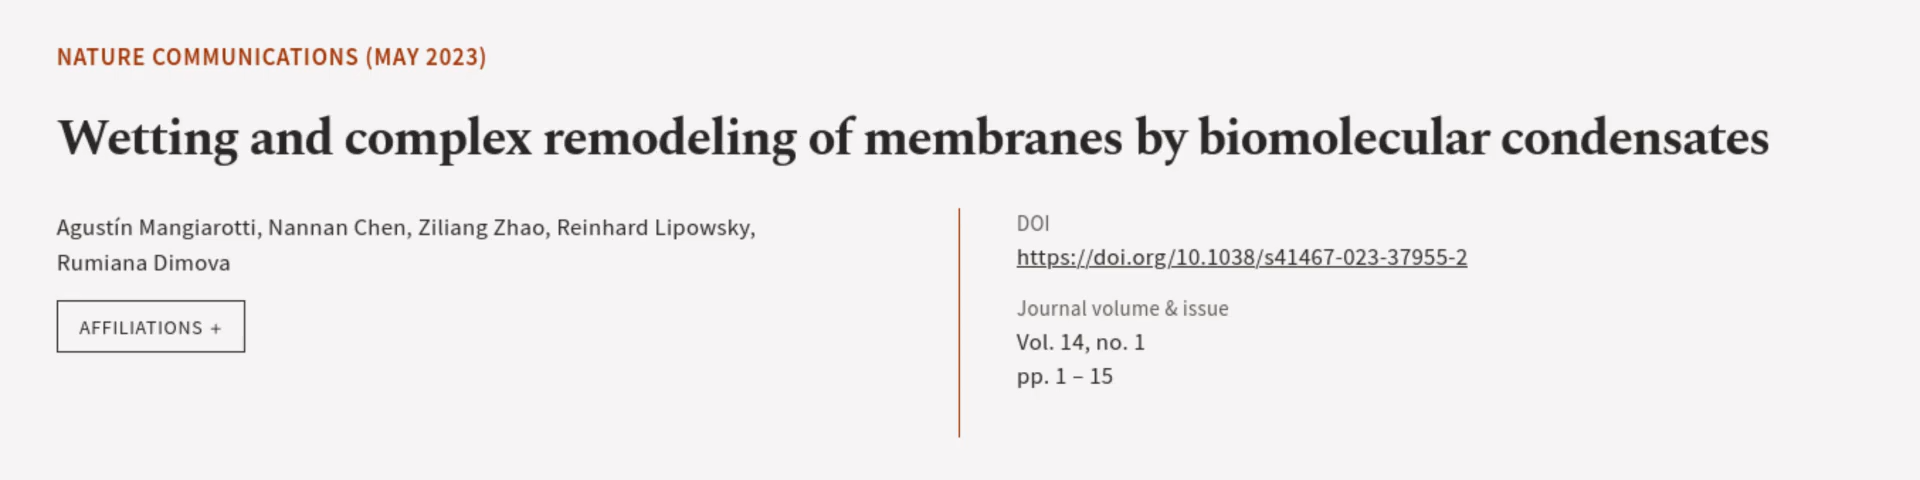 NATURE COMMUNICATIONS (MAY 2023)
Wetting and complex remodeling of membranes by biomolecular condensates
Agustín Mangiarotti, Nannan Chen, Ziliang Zhao, Reinhard Lipowsky,
Rumiana Dimova
AFFILIATIONS +
DOI
https://doi.org/10.1038/s41467-023-37955-2
Journal volume & issue
Vol. 14, no. 1
pp. 1 – 15